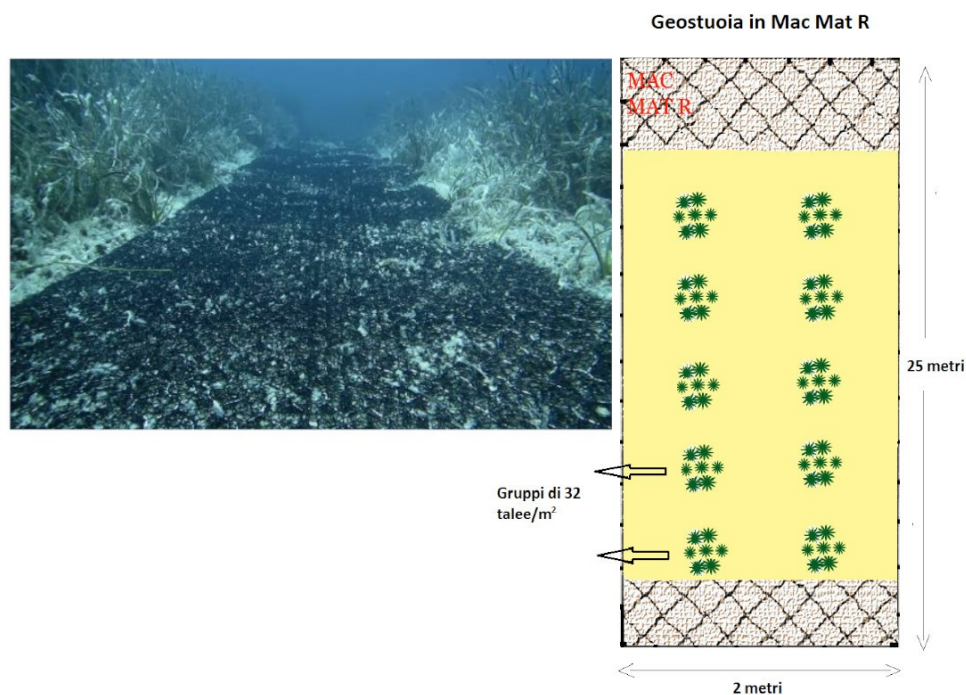 Geostuoia in Mac Mat R
MAC
MAT R
25 metri
Gruppi di 32
talee/m²
2 metri